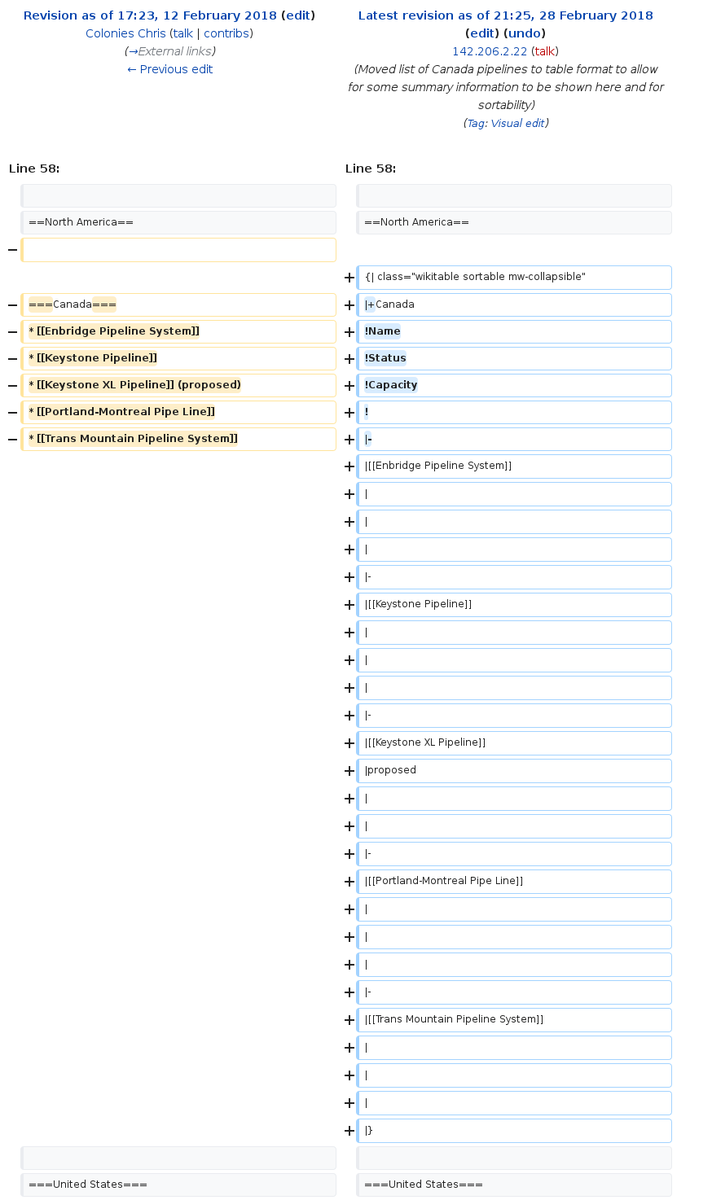 Revision as of 17:23, 12 February 2018 (edit)
Colonies Chris (talk | contribs)
(→External links)
← Previous edit
Latest revision as of 21:25, 28 February 2018
(edit) (undo)
142.206.2.22 (talk)
(Moved list of Canada pipelines to table format to allow
for some summary information to be shown here and for
sortability)
(Tag: Visual edit)
Line 58:
Line 58:
==North America==
==North America==
−
+ {| class="wikitable sortable mw-collapsible"
− ===Canada===
+ |+Canada
− * [[Enbridge Pipeline System]]
+ !Name
− * [[Keystone Pipeline]]
+ !Status
− * [[Keystone XL Pipeline]] (proposed)
+ !Capacity
− * [[Portland-Montreal Pipe Line]]
+ !
− * [[Trans Mountain Pipeline System]]
+ |-
+ |[[Enbridge Pipeline System]]
+ |
+ |
+ |
+ |-
+ |[[Keystone Pipeline]]
+ |
+ |
+ |
+ |-
+ |[[Keystone XL Pipeline]]
+ |proposed
+ |
+ |
+ |-
+ |[[Portland-Montreal Pipe Line]]
+ |
+ |
+ |
+ |-
+ |[[Trans Mountain Pipeline System]]
+ |
+ |
+ |
+ |}
===United States===
===United States===